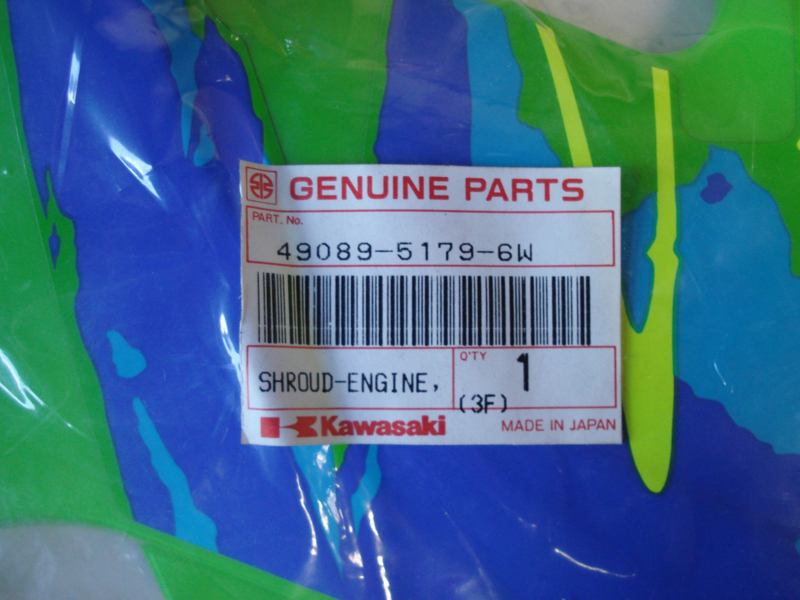 GENUINE PARTS
PART. No.
49089-5179-6W
SHROUD-ENGINE,
Q'TY 1
(3F)
Kawasaki
MADE IN JAPAN